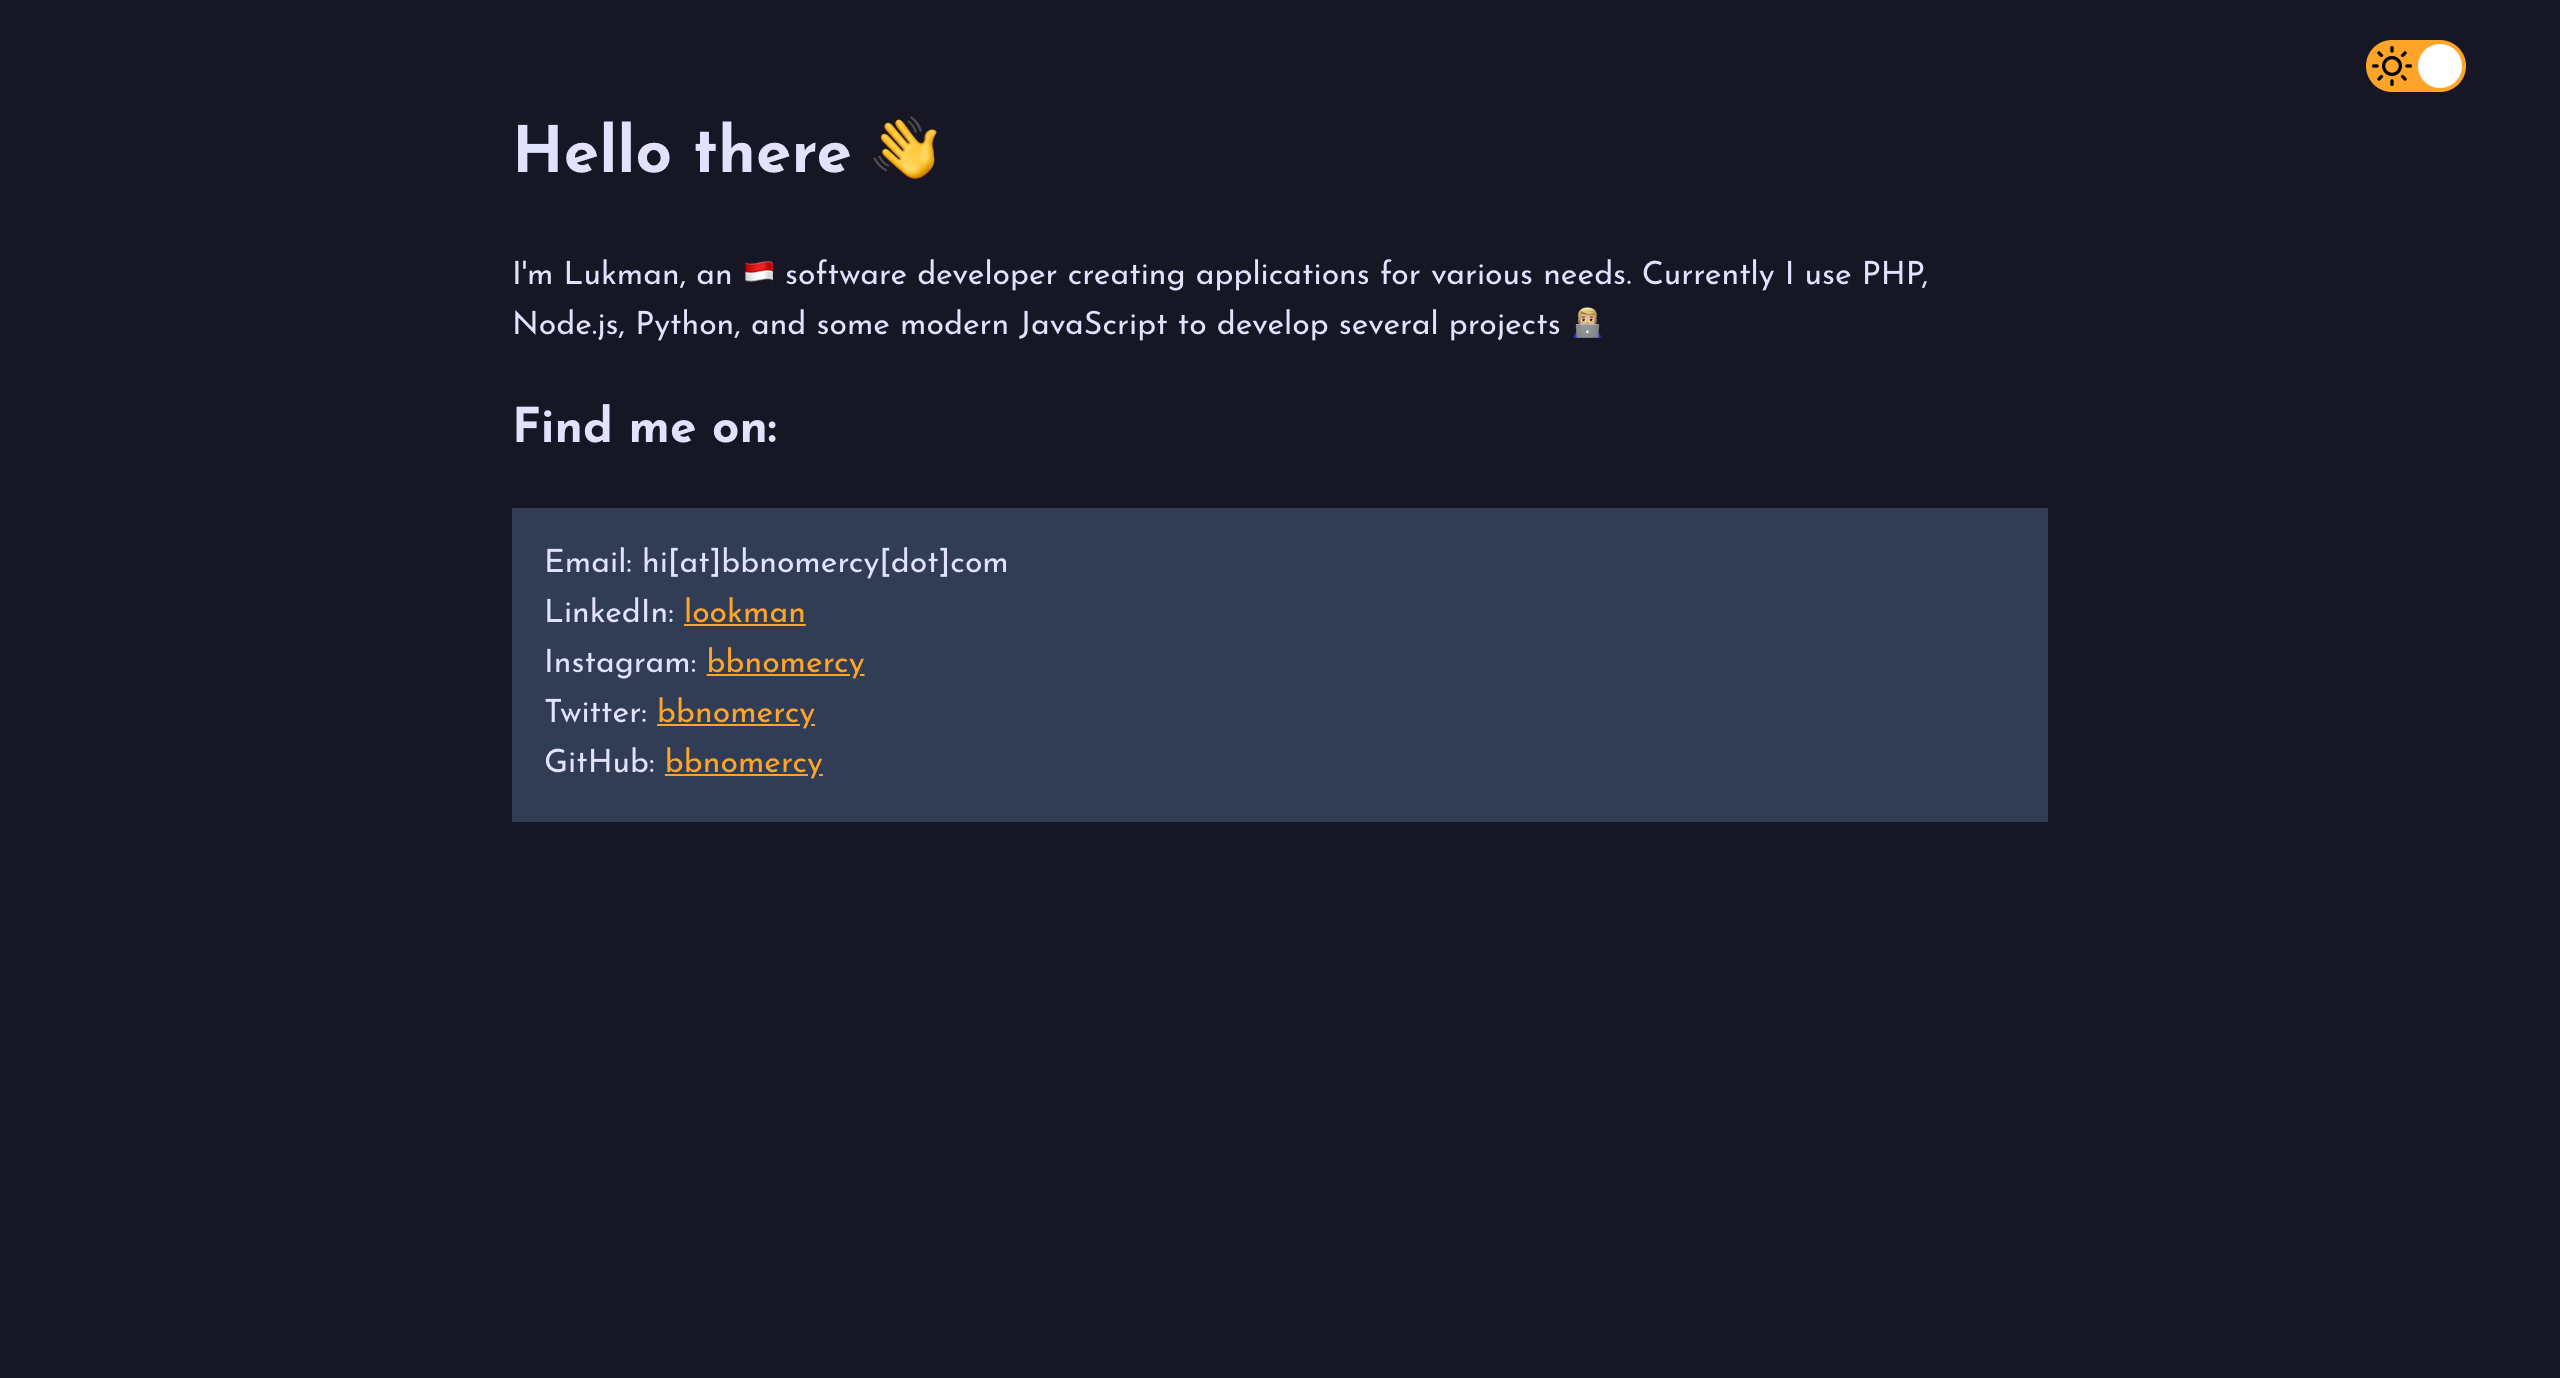 Hello there 👋
I'm Lukman, an 🇮🇩 software developer creating applications for various needs. Currently I use PHP,
Node.js, Python, and some modern JavaScript to develop several projects 👨🏼‍💻
Find me on:
Email: hi[at]bbnomercy[dot]com
LinkedIn: lookman
Instagram: bbnomercy
Twitter: bbnomercy
GitHub: bbnomercy